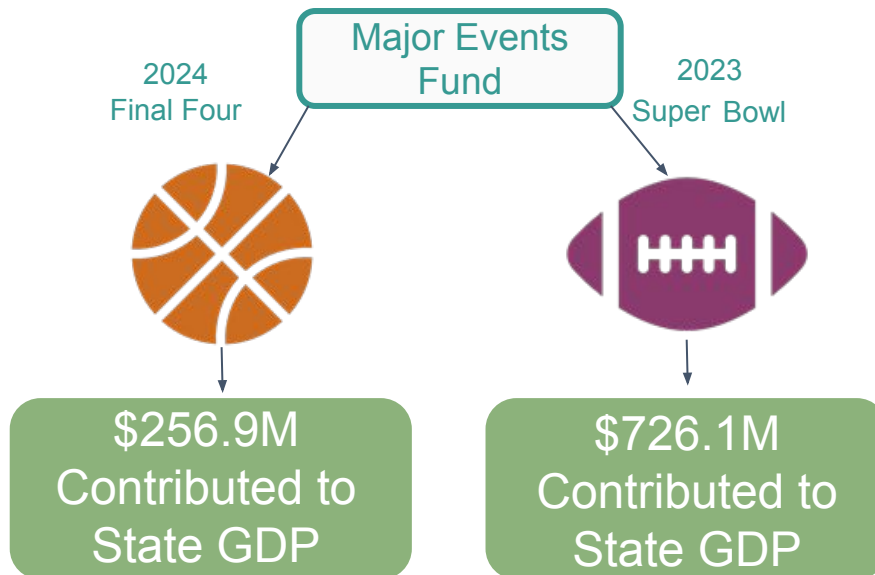 Major Events
Fund
2024
Final Four
2023
Super Bowl
$256.9M
Contributed to
State GDP
$726.1M
Contributed to
State GDP